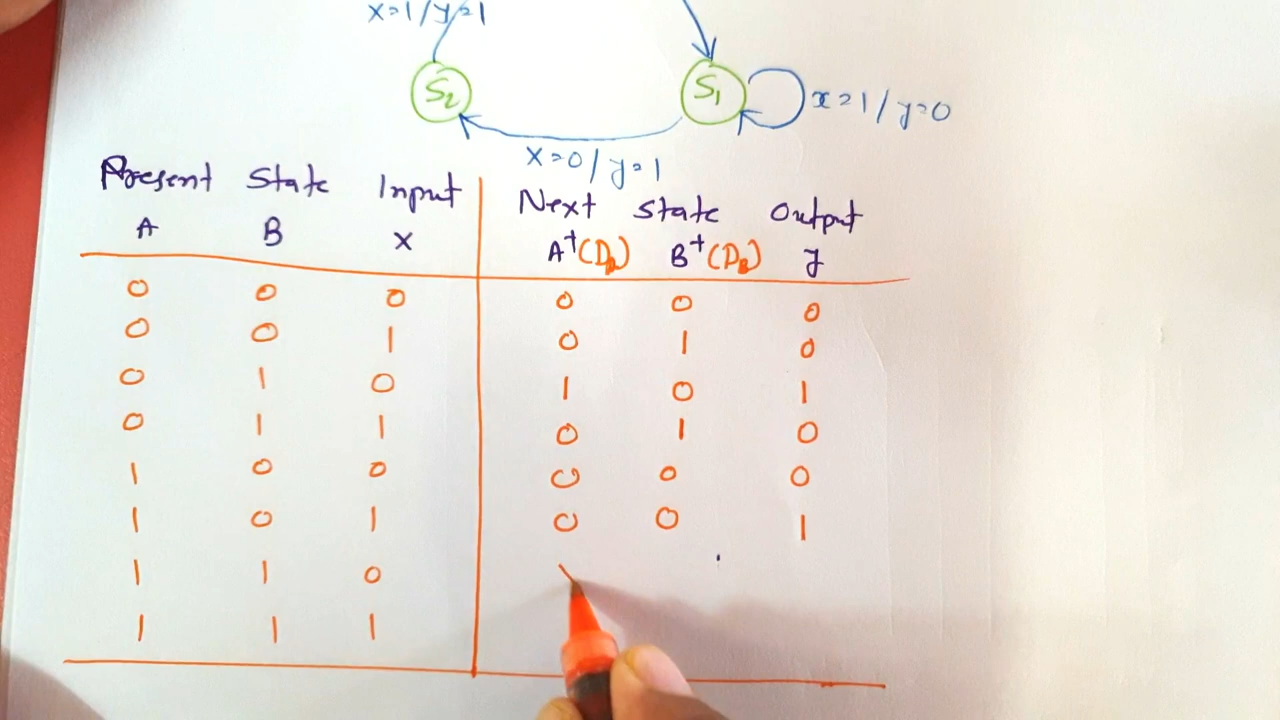 x=1/y=1
S2
S1
x=1/y=0
x=0/y=1
Present State Input Next State Output
A B X A+(DA) B+(DB) y
0 0 0 0 0 0
0 0 1 0 1 0
0 1 0 1 0 1
0 1 1 0 1 0
1 0 0 0 0 0
1 0 1 0 0 1
1 1 0
1 1 1